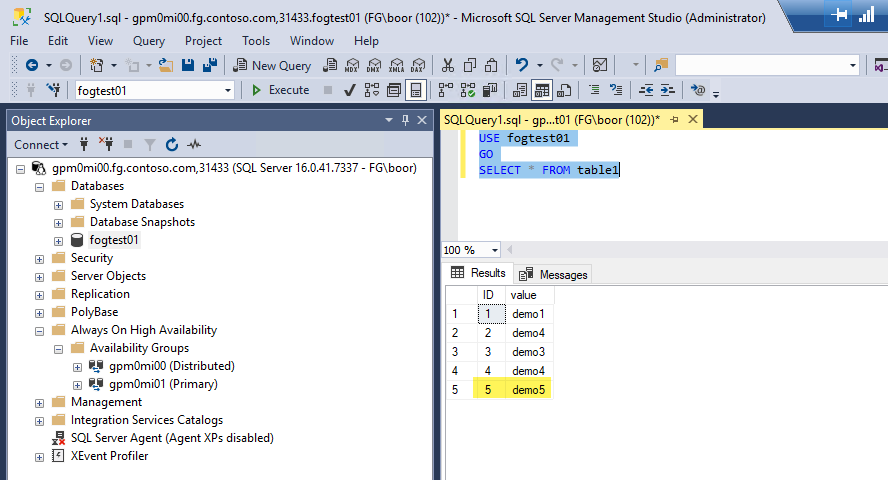 SQLQuery1.sql - gpm0mi00.fg.contoso.com,31433.fogtest01 (FG\boor (102))* - Microsoft SQL Server Management Studio (Administrator)
File Edit View Query Project Tools Window Help
New Query MDX DMX XMLA DAX
fogtest01 Execute
Object Explorer
Connect
gpm0mi00.fg.contoso.com,31433 (SQL Server 16.0.41.7337 - FG\boor)
Databases
System Databases
Database Snapshots
fogtest01
Security
Server Objects
Replication
PolyBase
Always On High Availability
Availability Groups
gpm0mi00 (Distributed)
gpm0mi01 (Primary)
Management
Integration Services Catalogs
SQL Server Agent (Agent XPs disabled)
XEvent Profiler
SQLQuery1.sql - gp...t01 (FG\boor (102))*
USE fogtest01
GO
SELECT * FROM table1
100 %
Results Messages
ID value
1 1 demo1
2 2 demo4
3 3 demo3
4 4 demo4
5 5 demo5